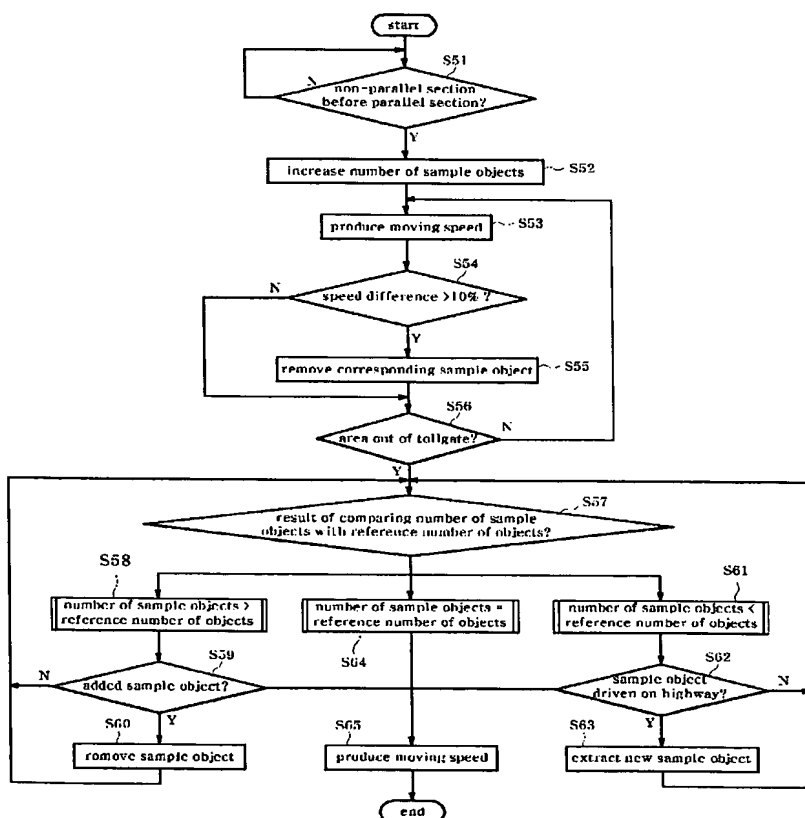 start
S51
N
non-parallel section
before parallel section?
Y
increase number of sample objects
S52
produce moving speed
S53
S54
N
speed difference >10% ?
Y
remove corresponding sample object
S55
S56
area out of tollgate?
N
Y
S57
result of comparing number of sample
objects with reference number of objects?
S58
S61
number of sample objects >
reference number of objects
number of sample objects =
reference number of objects
number of sample objects <
reference number of objects
S64
S59
S62
N
added sample object?
sample object
driven on highway?
N
Y
Y
S60
S65
S63
romove sample object
produce moving speed
extract new sample object
end